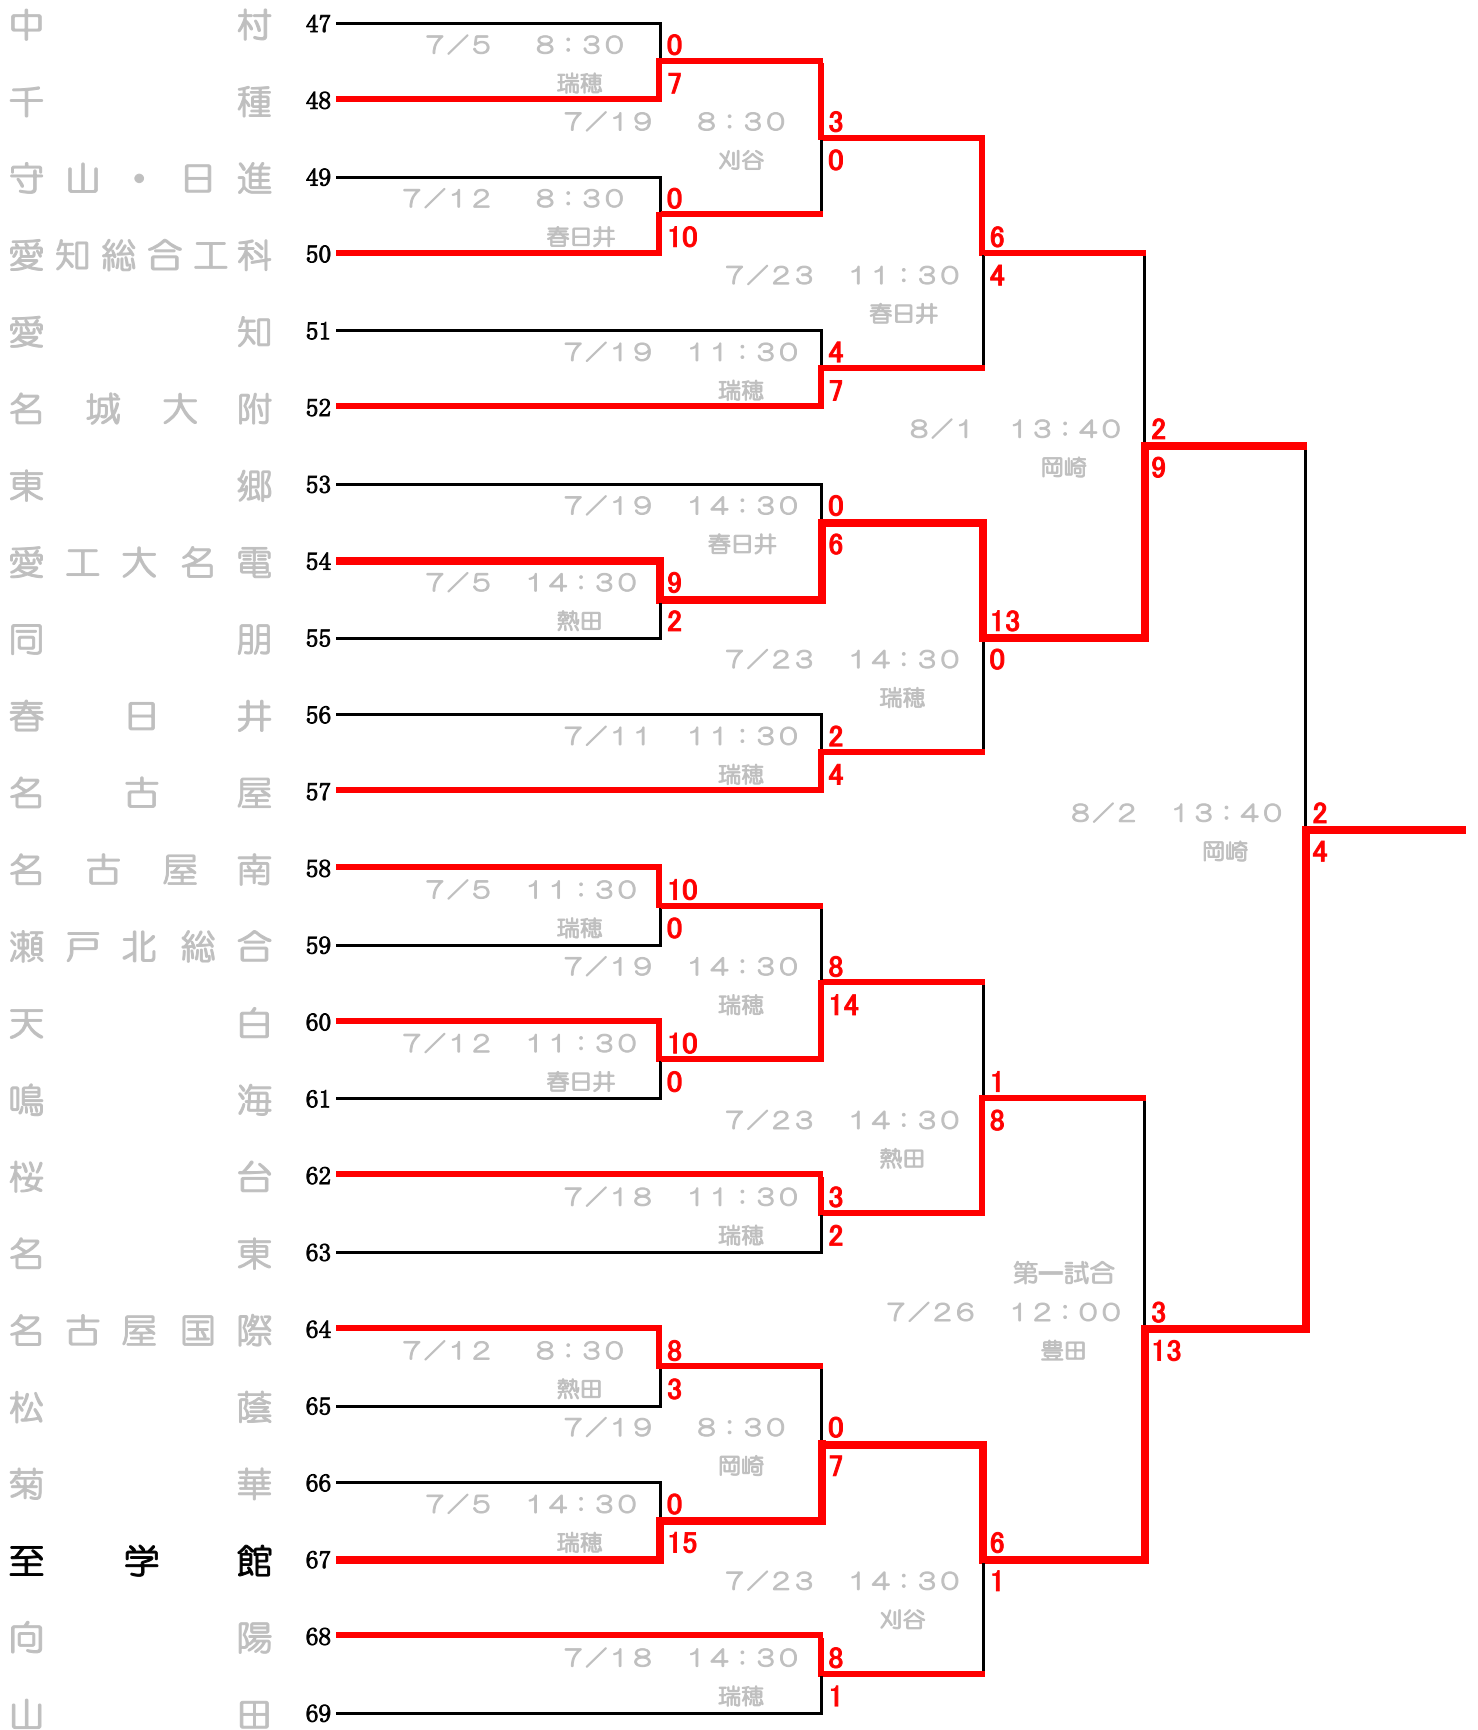 中村 47
7/5 8:30 0
瑞穂 7
千種 48
7/19 8:30 3
刈谷 0
守山・日進 49
7/12 8:30 0
春日井 10
愛知総合工科 50
6
7/23 11:30 4
春日井
愛知 51
7/19 11:30 4
瑞穂 7
名城大附 52
8/1 13:40 2
岡崎 9
東郷 53
7/19 14:30 0
春日井 6
愛工大名電 54
7/5 14:30 9
熱田 2
同朋 55
13
7/23 14:30 0
瑞穂
春日井 56
7/11 11:30 2
瑞穂 4
名古屋 57
8/2 13:40 2
岡崎 4
名古屋南 58
7/5 11:30 10
瑞穂 0
瀬戸北総合 59
7/19 14:30 8
瑞穂 14
天白 60
7/12 11:30 10
春日井 0
鳴海 61
1
7/23 14:30 8
熱田
桜台 62
7/18 11:30 3
瑞穂 2
名東 63
第一試合
7/26 12:00 3
豊田 13
名古屋国際 64
7/12 8:30 8
熱田 3
松蔭 65
7/19 8:30 0
岡崎 7
菊華 66
7/5 14:30 0
瑞穂 15
至学館 67
6
7/23 14:30 1
刈谷
向陽 68
7/18 14:30 8
瑞穂 1
山田 69